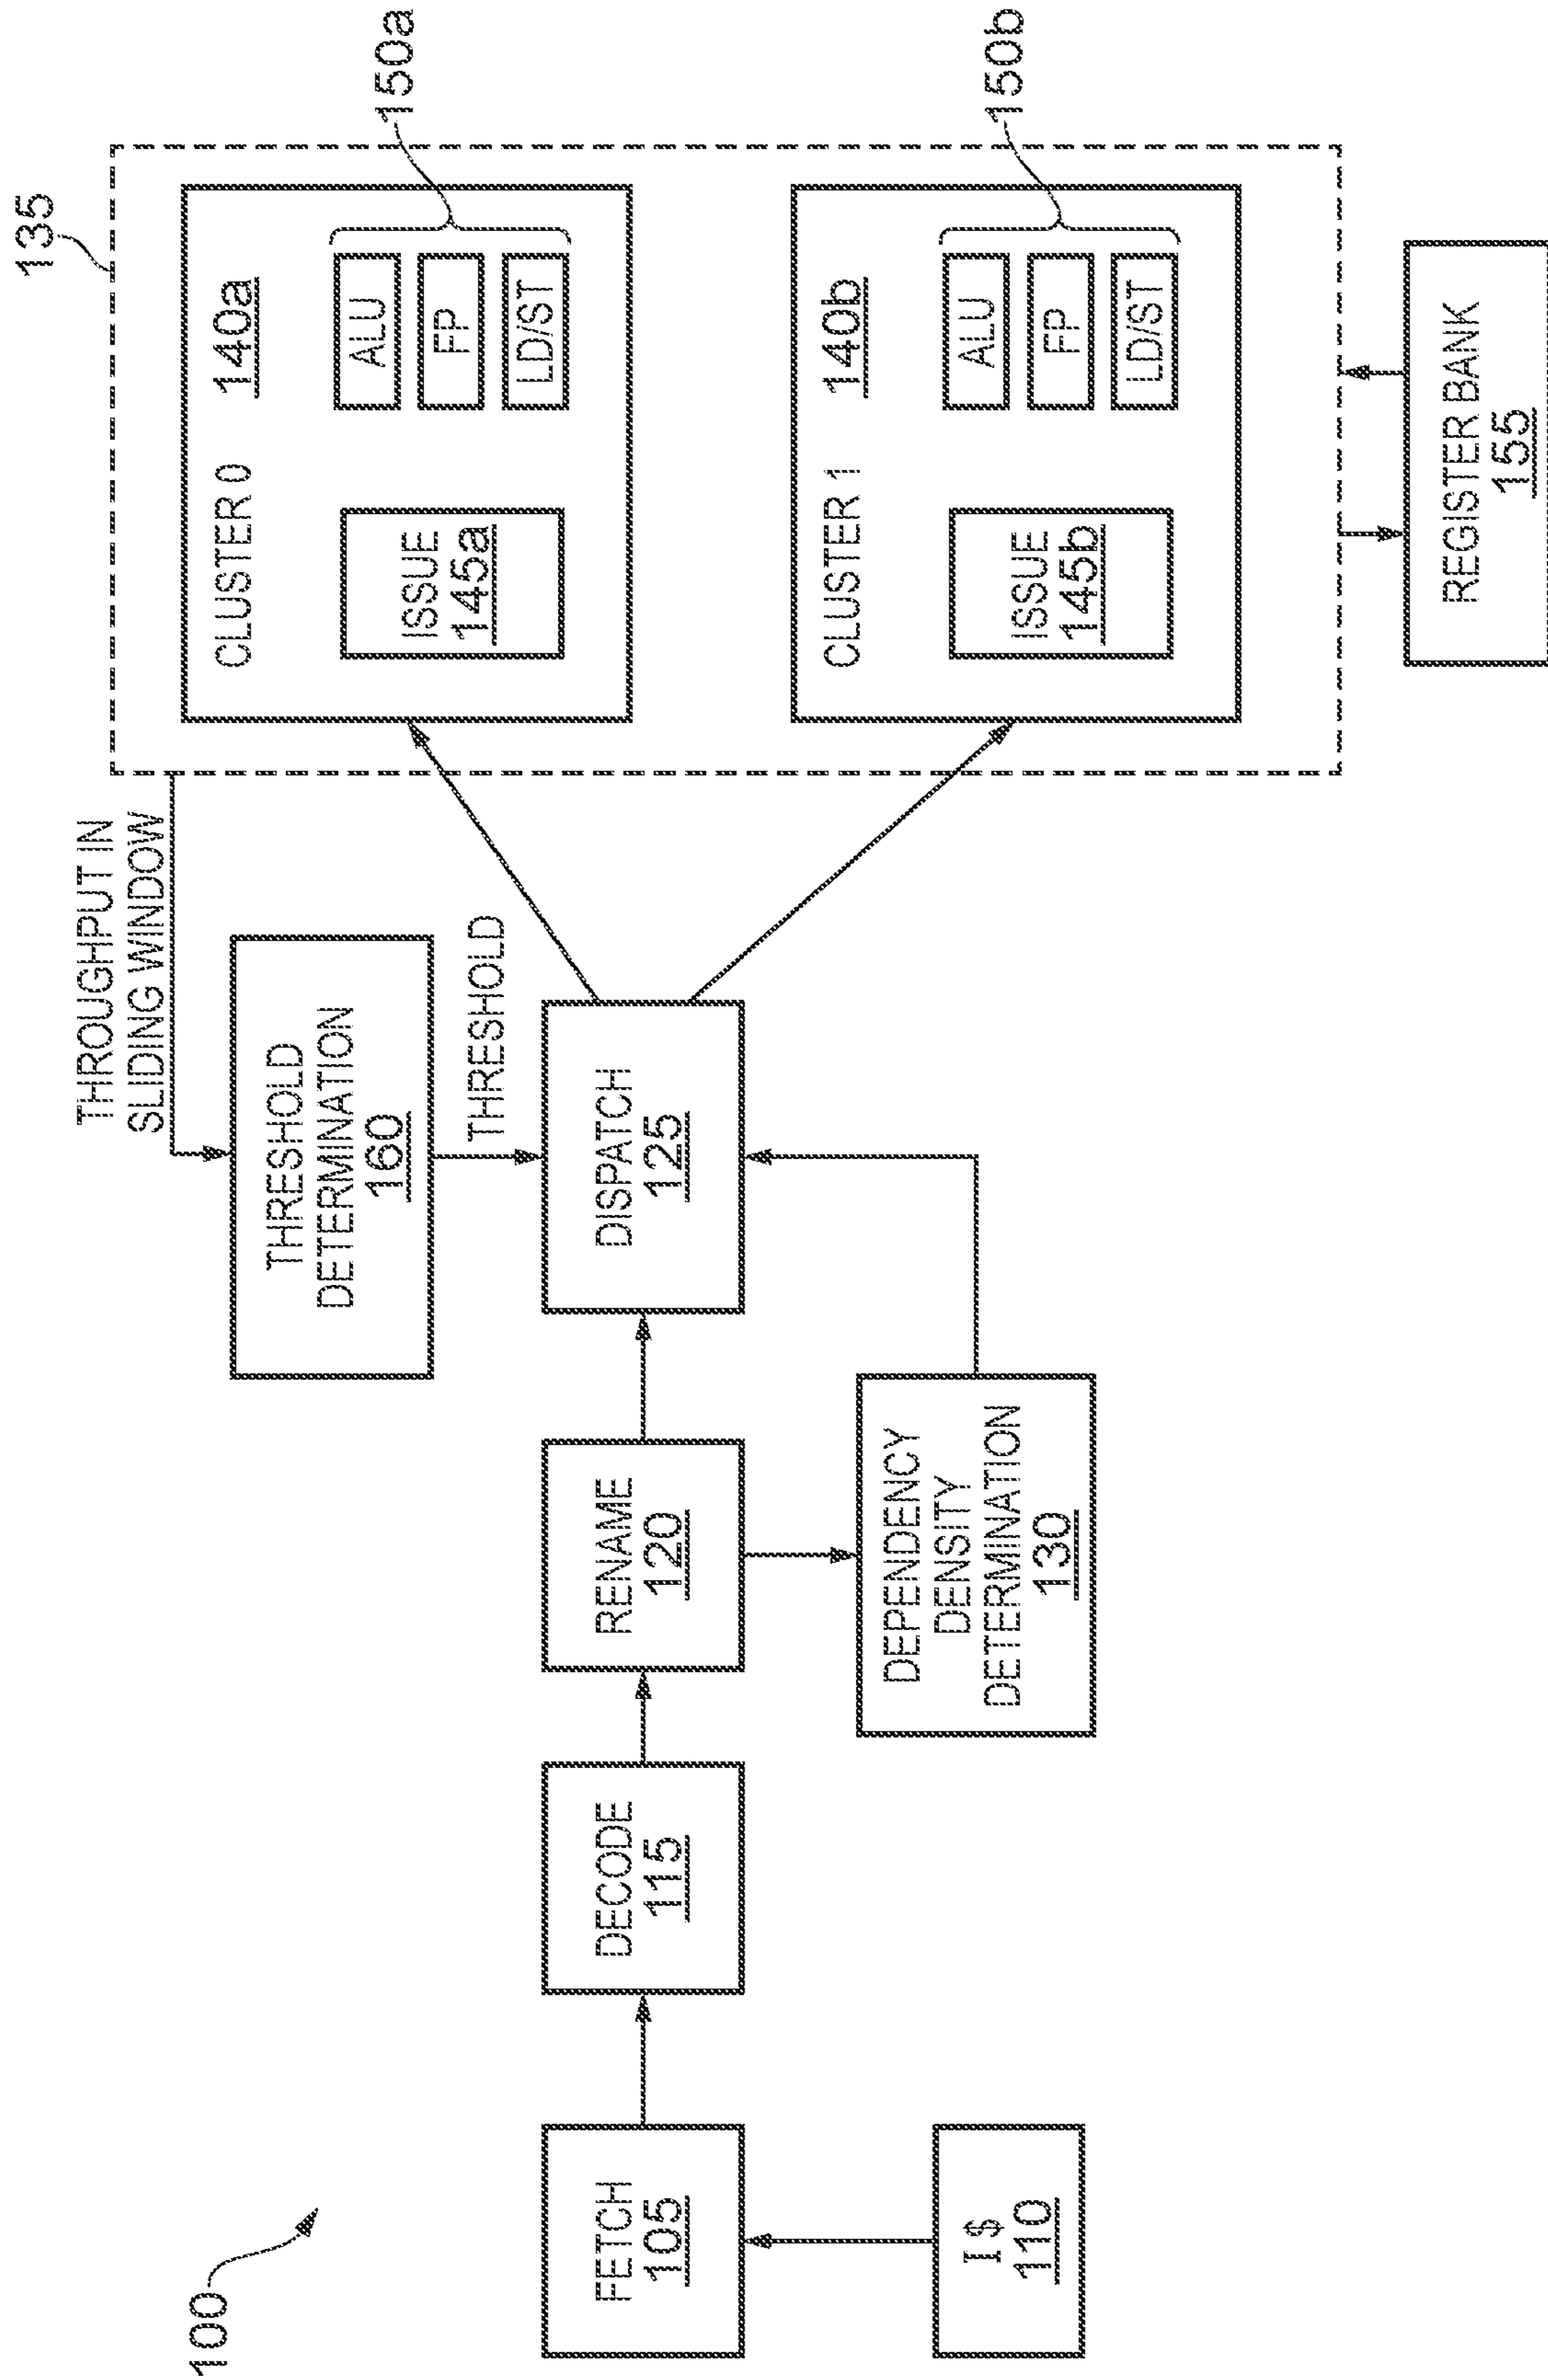 100
135
THROUGHPUT IN
SLIDING WINDOW
THRESHOLD
DETERMINATION
160
THRESHOLD
FETCH
105
I$
110
DECODE
115
RENAME
120
DEPENDENCY
DENSITY
DETERMINATION
130
DISPATCH
125
CLUSTER 0
140a
ISSUE
145a
ALU
FP
LD/ST
150a
CLUSTER 1
140b
ISSUE
145b
ALU
FP
LD/ST
150b
REGISTER BANK
155